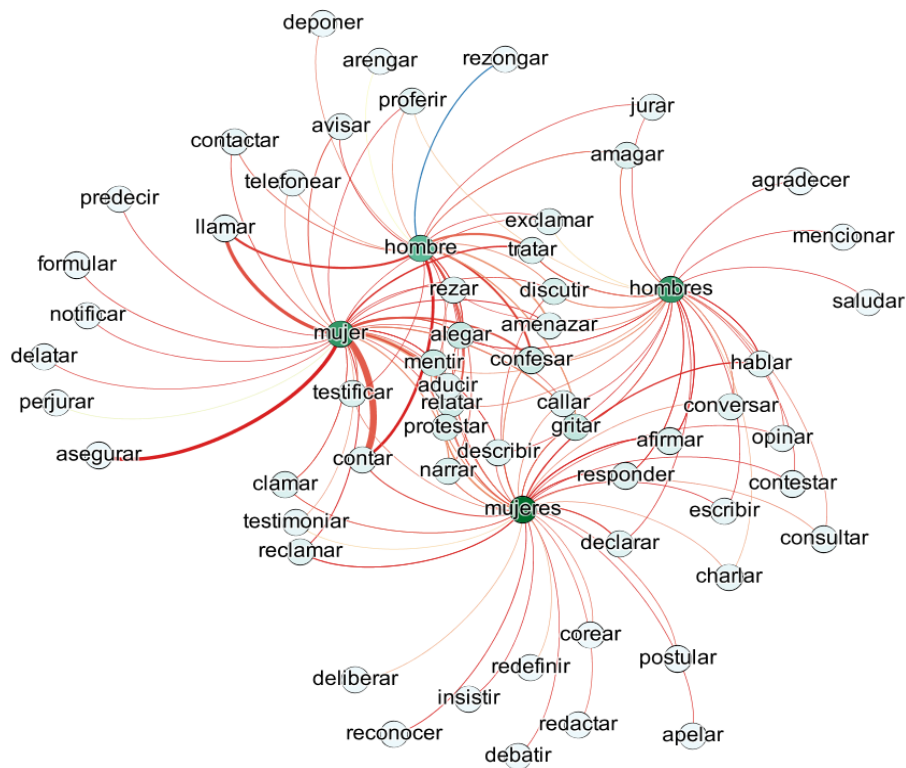 deponer
arengar
rezongar
proferir
jurar
avisar
contactar
amagar
telefonear
agradecer
predecir
llamar
exclamar
mencionar
hombre
tratar
formular
rezar
discutir
hombres
saludar
notificar
amenazar
mujer
alegar
delatar
mentir
confesar
hablar
aducir
testificar
perjurar
relatar
callar
conversar
protestar
gritar
opinar
afirmar
asegurar
contar
describir
narrar
responder
contestar
clamar
mujeres
escribir
testimoniar
consultar
declarar
reclamar
charlar
corear
postular
redefinir
deliberar
insistir
redactar
reconocer
apelar
debatir